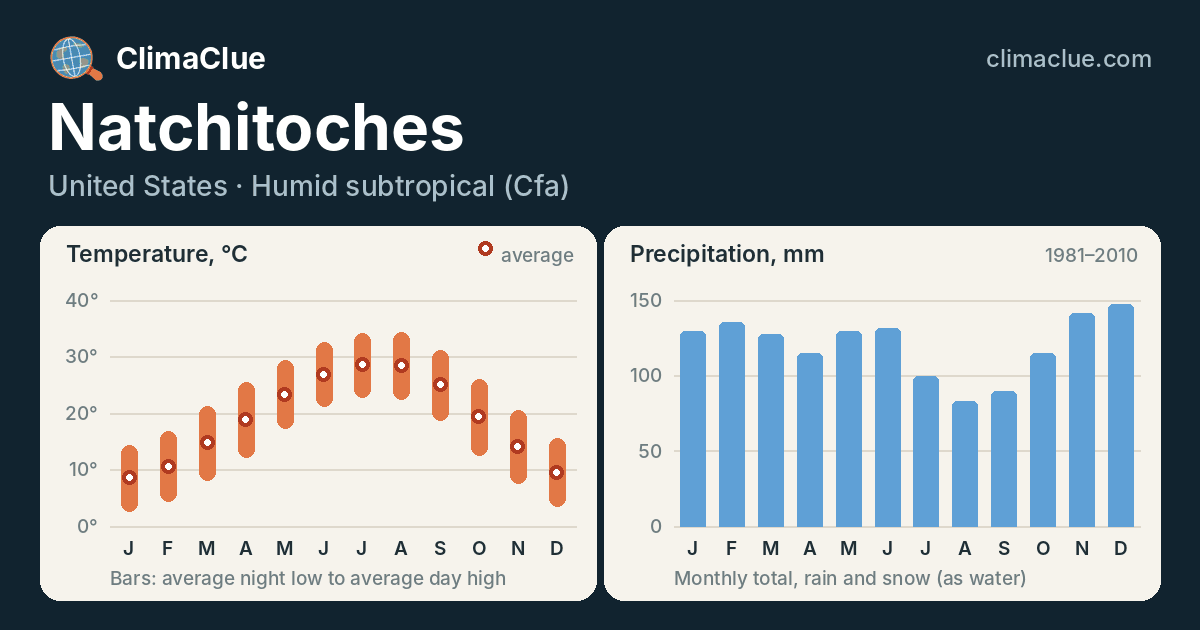 ClimaClue
climaclue.com
Natchitoches
United States · Humid subtropical (Cfa)
Temperature, °C
average
40°
30°
20°
10°
0°
J F M A M J J A S O N D
Bars: average night low to average day high
Precipitation, mm
1981–2010
150
100
50
0
J F M A M J J A S O N D
Monthly total, rain and snow (as water)